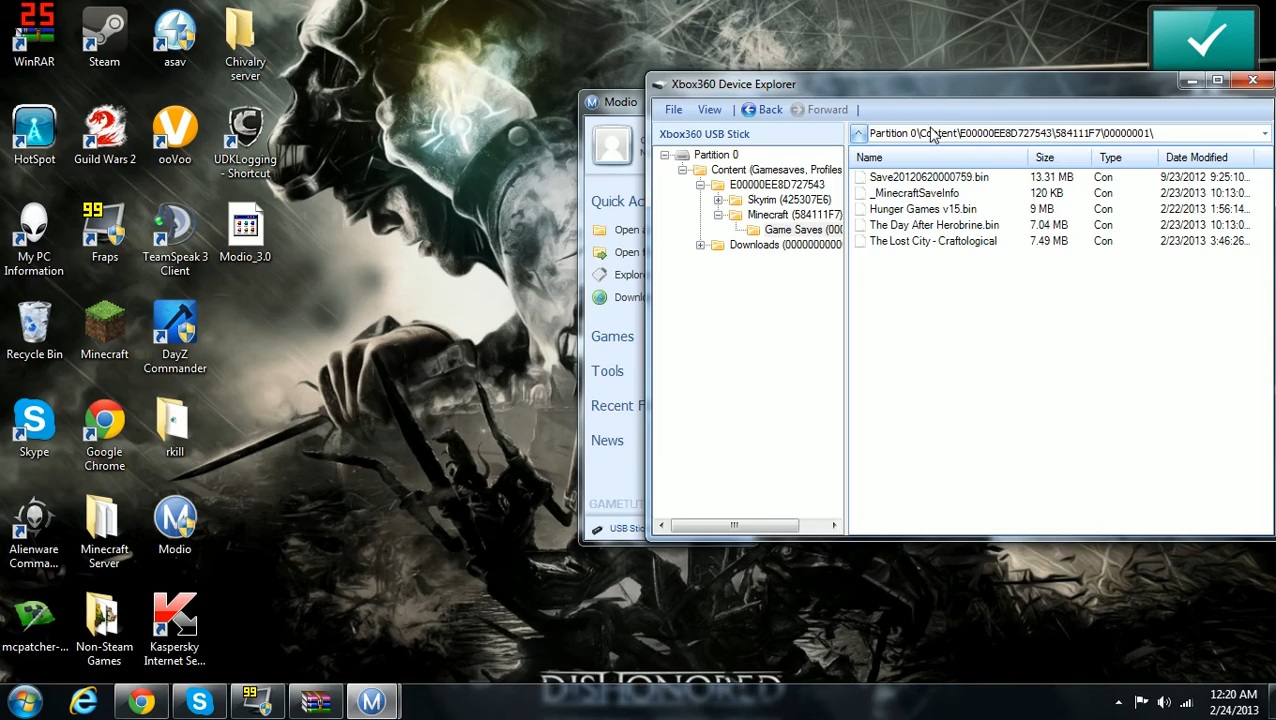 25
WinRAR
Steam
asav
Chivalry
server
HotSpot
Guild Wars 2
ooVoo
UDKLogging
- Shortcut
My PC
Information
99
Fraps
TeamSpeak 3
Client
Modio_3.0
Recycle Bin
Minecraft
DayZ
Commander
Skype
Google
Chrome
rkill
Alienware
Comma...
Minecraft
Server
Modio
mcpatcher-...
Non-Steam
Games
Kaspersky
Internet Se...
Modio
Quick Ac
Open a
Open f
Explore
Downl
Games
Tools
Recent F
News
GAMETU
USB Stic
Xbox360 Device Explorer
File
View
Back
Forward
Xbox360 USB Stick
Partition 0\Content\E00000EE8D727543\584111F7\00000001\
Partition 0
Content (Gamesaves, Profiles
E00000EE8D727543
Skyrim (425307E6)
Minecraft (584111F7)
Game Saves (000
Downloads (0000000000
Name Size Type Date Modified
Save20120620000759.bin 13.31 MB Con 9/23/2012 9:25:10...
_MinecraftSaveInfo 120 KB Con 2/23/2013 10:13:0...
Hunger Games v15.bin 9 MB Con 2/22/2013 1:56:14...
The Day After Herobrine.bin 7.04 MB Con 2/23/2013 10:13:0...
The Lost City - Craftological 7.49 MB Con 2/23/2013 3:46:26...
DISHONORED
99
12:20 AM
2/24/2013